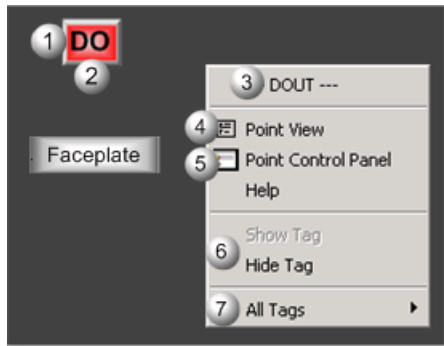 1 DO
2
Faceplate
3 DOUT ---
4 Point View
5 Point Control Panel
Help
Show Tag
6
Hide Tag
7 All Tags